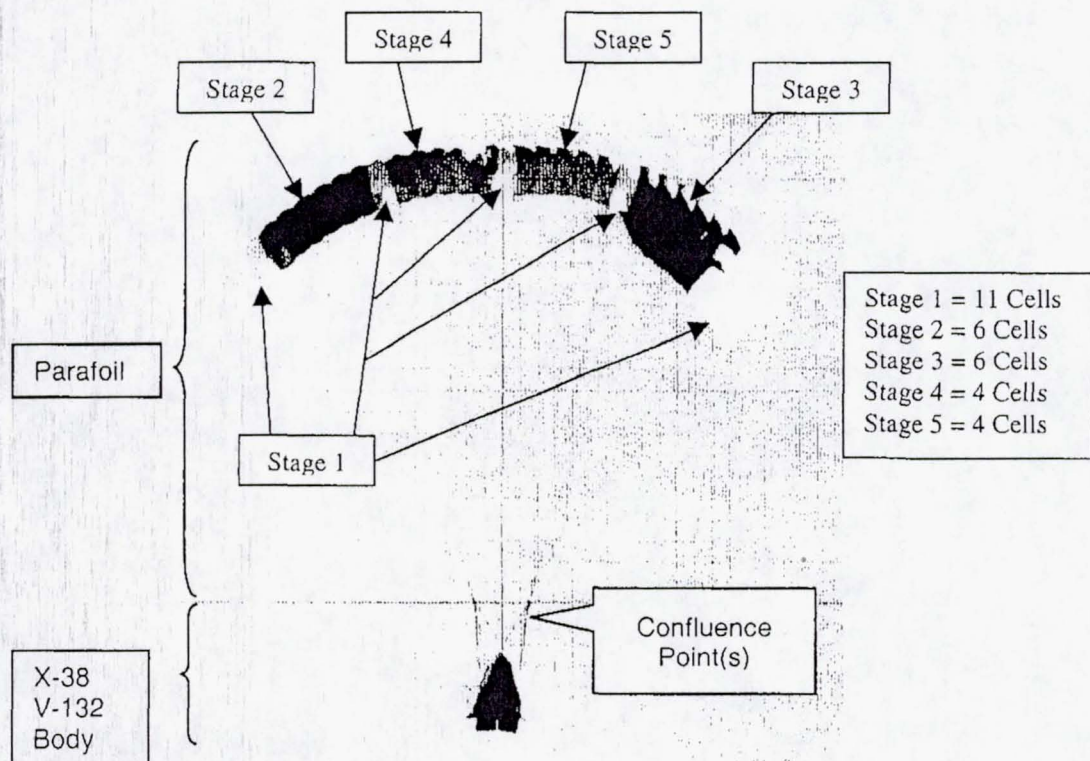 Stage 4
Stage 5
Stage 2
Stage 3
Stage 1 = 11 Cells
Stage 2 = 6 Cells
Stage 3 = 6 Cells
Stage 4 = 4 Cells
Stage 5 = 4 Cells
Parafoil
Stage 1
Confluence
Point(s)
X-38
V-132
Body